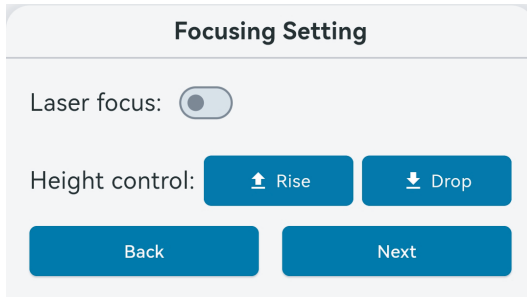 Focusing Setting
Laser focus:
Height control: Rise Drop
Back Next